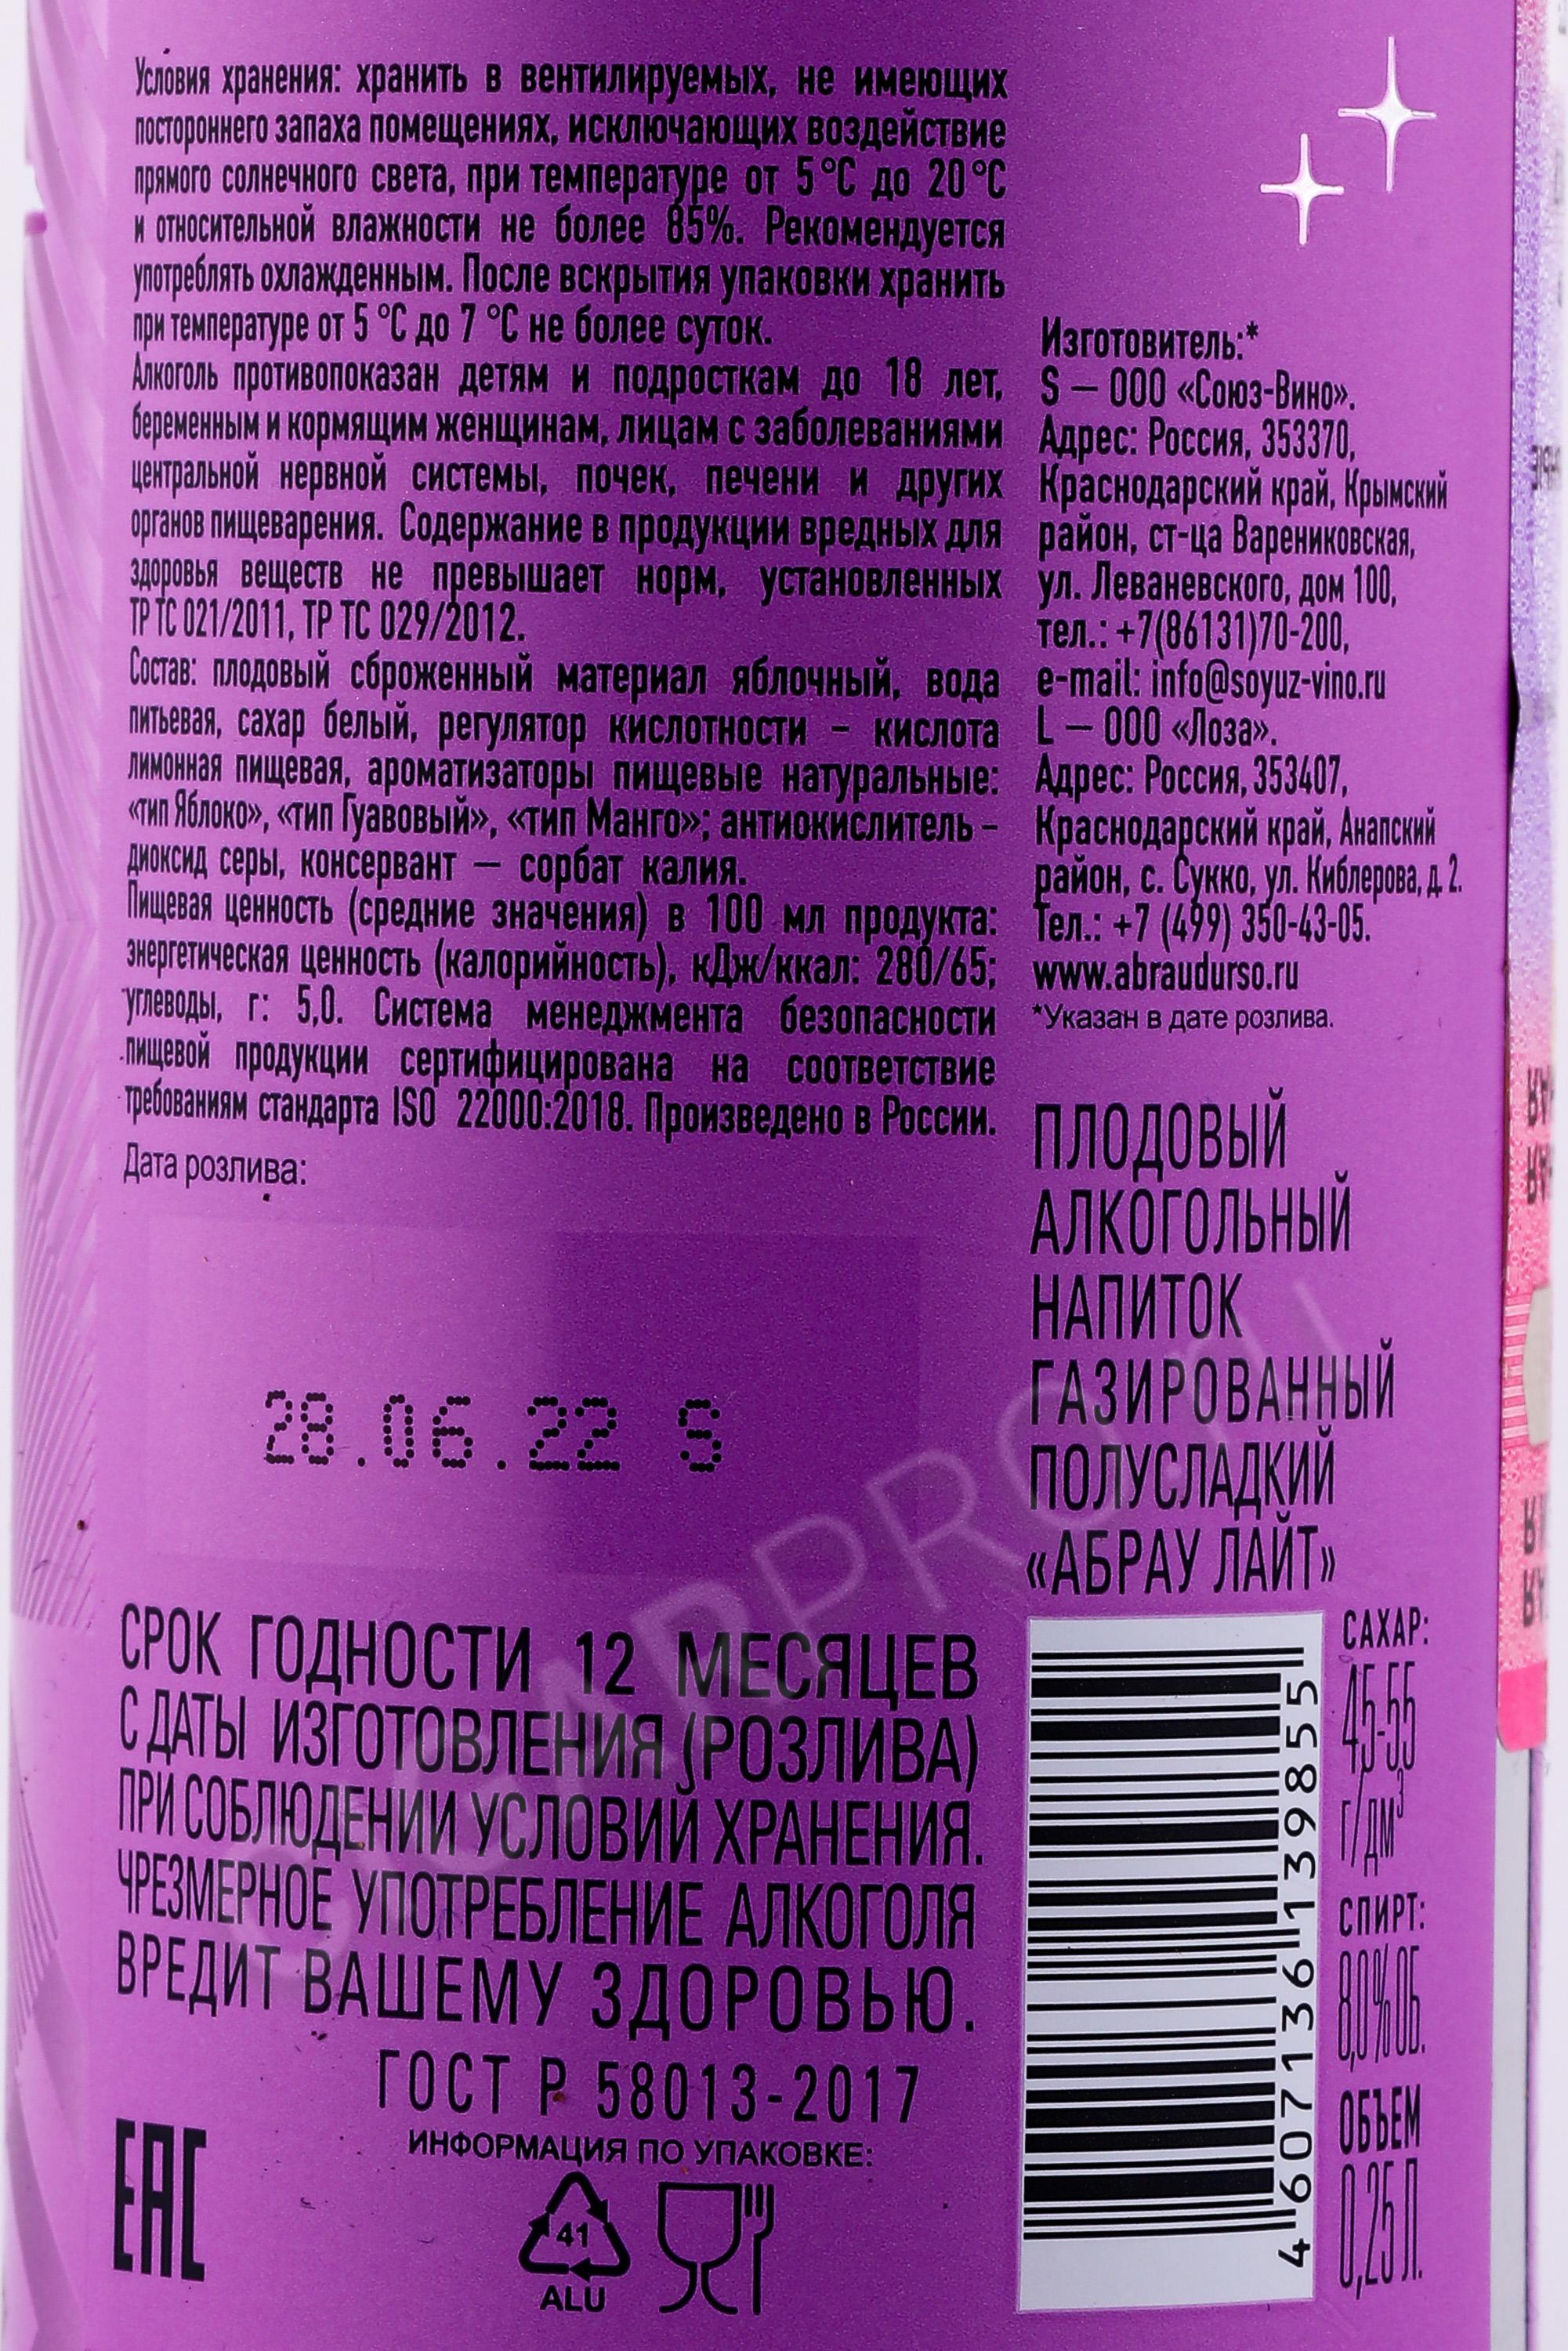 Условия хранения: хранить в вентилируемых, не имеющих
постороннего запаха помещениях, исключающих воздействие
прямого солнечного света, при температуре от 5°С до 20°С
и относительной влажности не более 85%. Рекомендуется
употреблять охлажденным. После вскрытия упаковки хранить
при температуре от 5 °С до 7 °С не более суток.
Алкоголь противопоказан детям и подросткам до 18 лет,
беременным и кормящим женщинам, лицам с заболеваниями
центральной нервной системы, почек, печени и других
органов пищеварения. Содержание в продукции вредных для
здоровья веществ не превышает норм, установленных
ТР ТС 021/2011, ТР ТС 029/2012.
Состав: плодовый сброженный материал яблочный, вода
питьевая, сахар белый, регулятор кислотности – кислота
лимонная пищевая, ароматизаторы пищевые натуральные:
«тип Яблоко», «тип Гуавовый», «тип Манго»; антиокислитель –
диоксид серы, консервант — сорбат калия.
Пищевая ценность (средние значения) в 100 мл продукта:
энергетическая ценность (калорийность), кДж/ккал: 280/65;
углеводы, г: 5,0. Система менеджмента безопасности
пищевой продукции сертифицирована на соответствие
требованиям стандарта ISO 22000:2018. Произведено в России.
Дата розлива:
28.06.22 S
СРОК ГОДНОСТИ 12 МЕСЯЦЕВ
С ДАТЫ ИЗГОТОВЛЕНИЯ (РОЗЛИВА)
ПРИ СОБЛЮДЕНИИ УСЛОВИЙ ХРАНЕНИЯ.
ЧРЕЗМЕРНОЕ УПОТРЕБЛЕНИЕ АЛКОГОЛЯ
ВРЕДИТ ВАШЕМУ ЗДОРОВЬЮ.
ГОСТ Р 58013-2017
ИНФОРМАЦИЯ ПО УПАКОВКЕ:
EAC
41
ALU
Изготовитель:*
S — ООО «Союз-Вино».
Адрес: Россия, 353370,
Краснодарский край, Крымский
район, ст-ца Варениковская,
ул. Леваневского, дом 100,
тел.: +7(86131)70-200,
e-mail: info@soyuz-vino.ru
L — ООО «Лоза».
Адрес: Россия, 353407,
Краснодарский край, Анапский
район, с. Сукко, ул. Киблерова, д. 2.
Тел.: +7 (499) 350-43-05.
www.abraudurso.ru
*Указан в дате розлива.
ПЛОДОВЫЙ
АЛКОГОЛЬНЫЙ
НАПИТОК
ГАЗИРОВАННЫЙ
ПОЛУСЛАДКИЙ
«АБРАУ ЛАЙТ»
САХАР:
45-55
г/дм³
СПИРТ:
8,0%ОБ.
ОБЪЕМ
0,25 Л.
4 607136 139855
CIGARPRO.ru